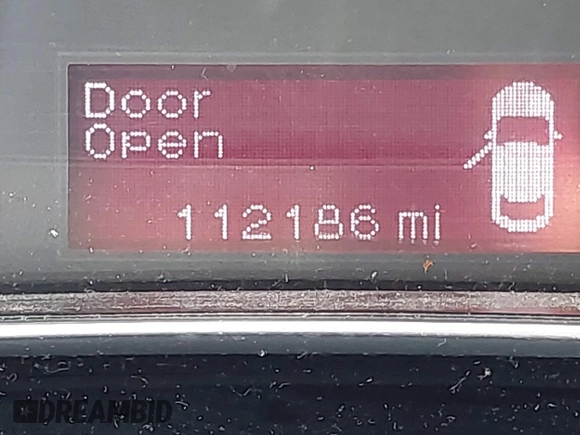 Door
Open
112186 mi
DREAMBID